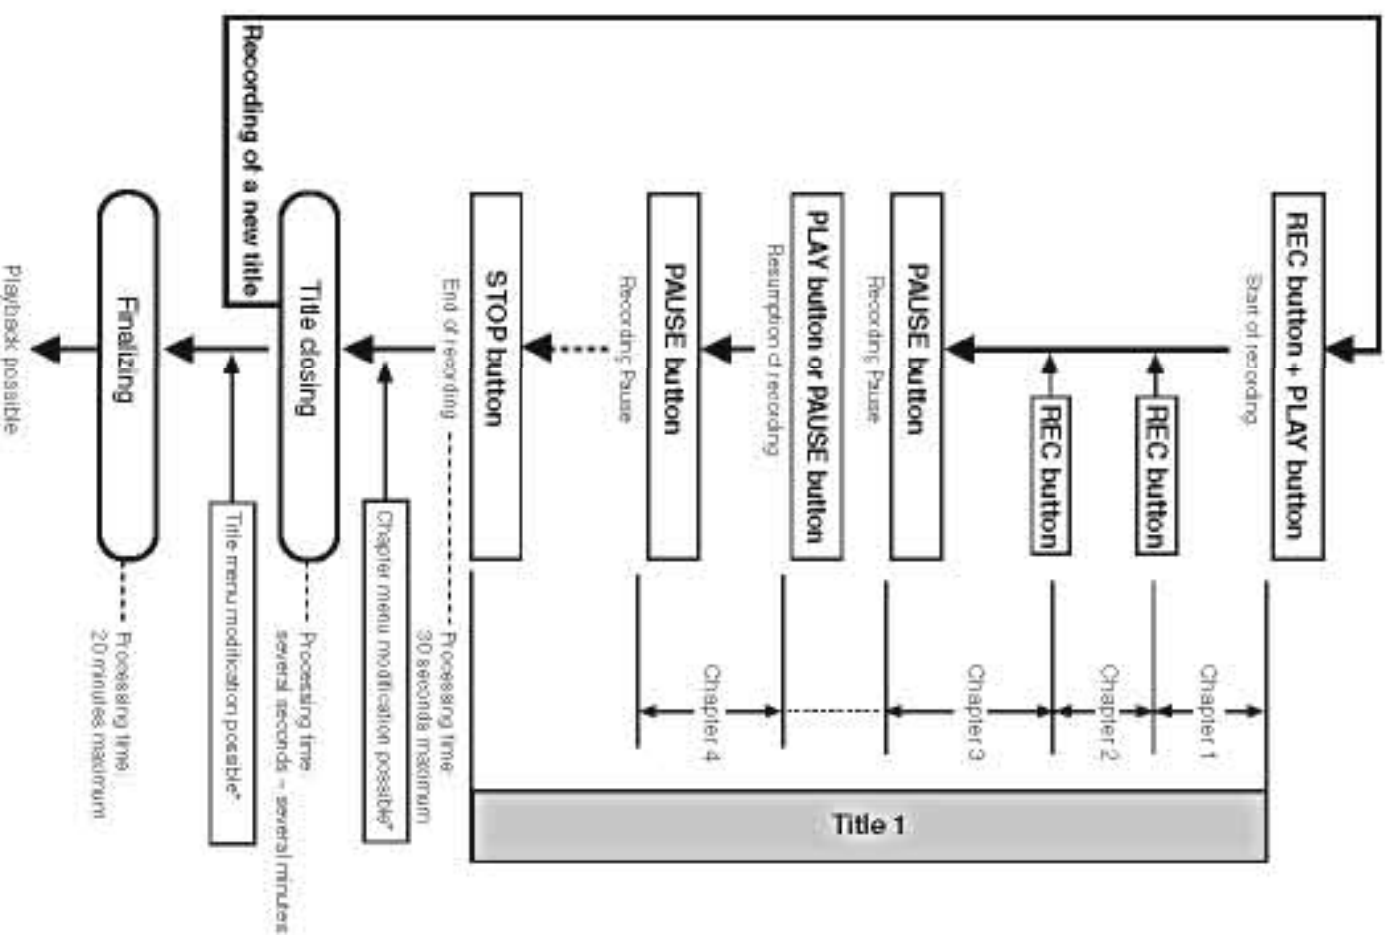 REC button + PLAY button
Start of recording
REC button
REC button
PAUSE button
Recording Pause
PLAY button or PAUSE button
Resumption of recording
PAUSE button
Recording Pause
STOP button
End of recording
Processing time
30 seconds maximum
Chapter menu modification possible*
Title closing
Processing time
several seconds – several minutes
Recording of a new title
Title menu modification possible*
Finalizing
Processing time
20 minutes maximum
Playback possible
Chapter 1
Chapter 2
Chapter 3
Chapter 4
Title 1